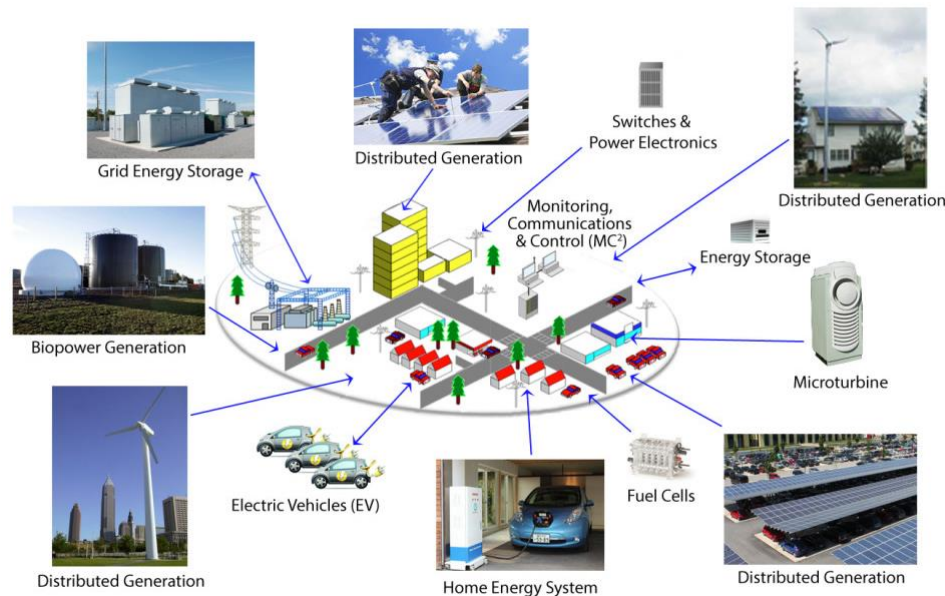 Grid Energy Storage
Distributed Generation
Switches &
Power Electronics
Distributed Generation
Monitoring,
Communications
& Control (MC²)
Energy Storage
Biopower Generation
Microturbine
Electric Vehicles (EV)
Fuel Cells
Distributed Generation
Home Energy System
Distributed Generation